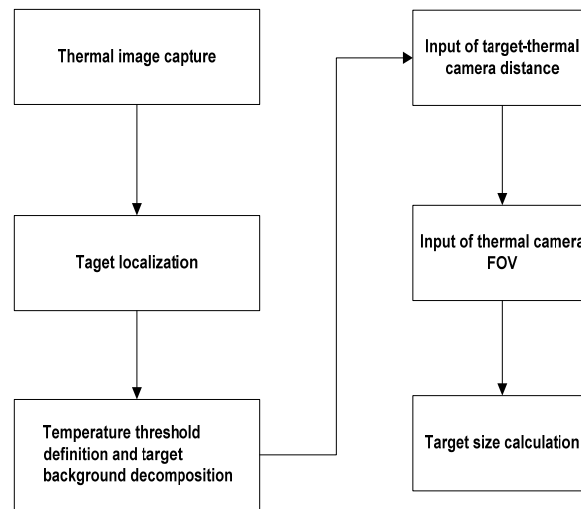 Thermal image capture
Taget localization
Temperature threshold
definition and target
background decomposition
Input of target-thermal
camera distance
Input of thermal camera
FOV
Target size calculation